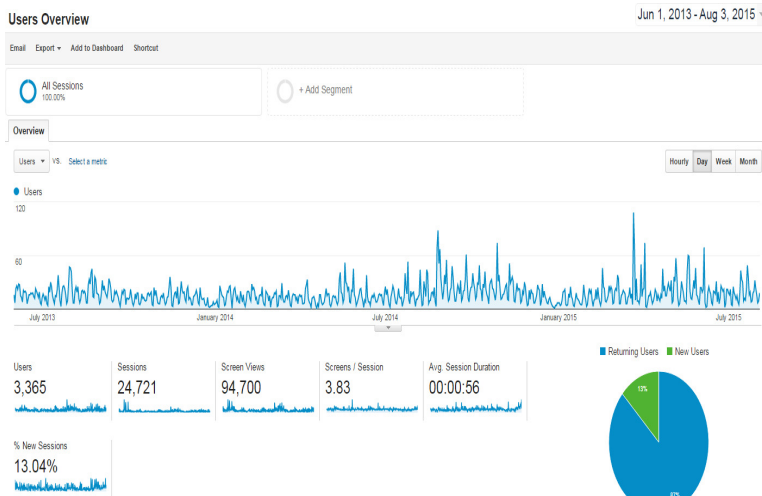 Users Overview
Jun 1, 2013 - Aug 3, 2015
Email Export Add to Dashboard Shortcut
All Sessions
100.00%
+ Add Segment
Overview
Users VS. Select a metric
Hourly Day Week Month
Users
120
60
July 2013 January 2014 July 2014 January 2015 July 2015
Returning Users New Users
Users Sessions Screen Views Screens / Session Avg. Session Duration
3,365 24,721 94,700 3.83 00:00:56
13%
% New Sessions
13.04%